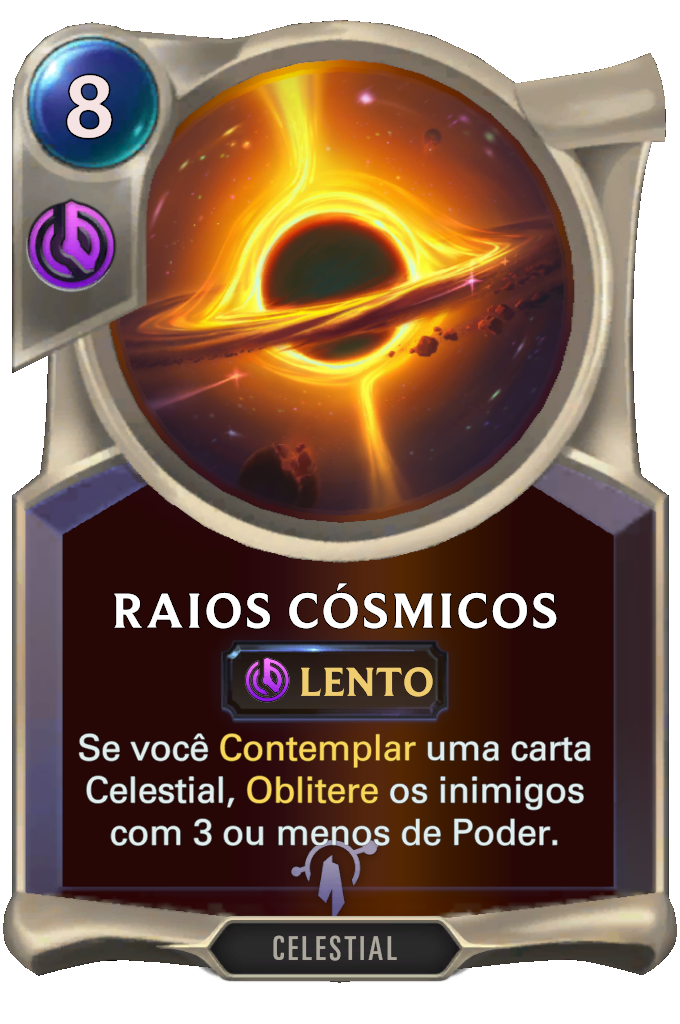 8
RAIOS CÓSMICOS
LENTO
Se você Contemplar uma carta
Celestial, Oblitere os inimigos
com 3 ou menos de Poder.
CELESTIAL